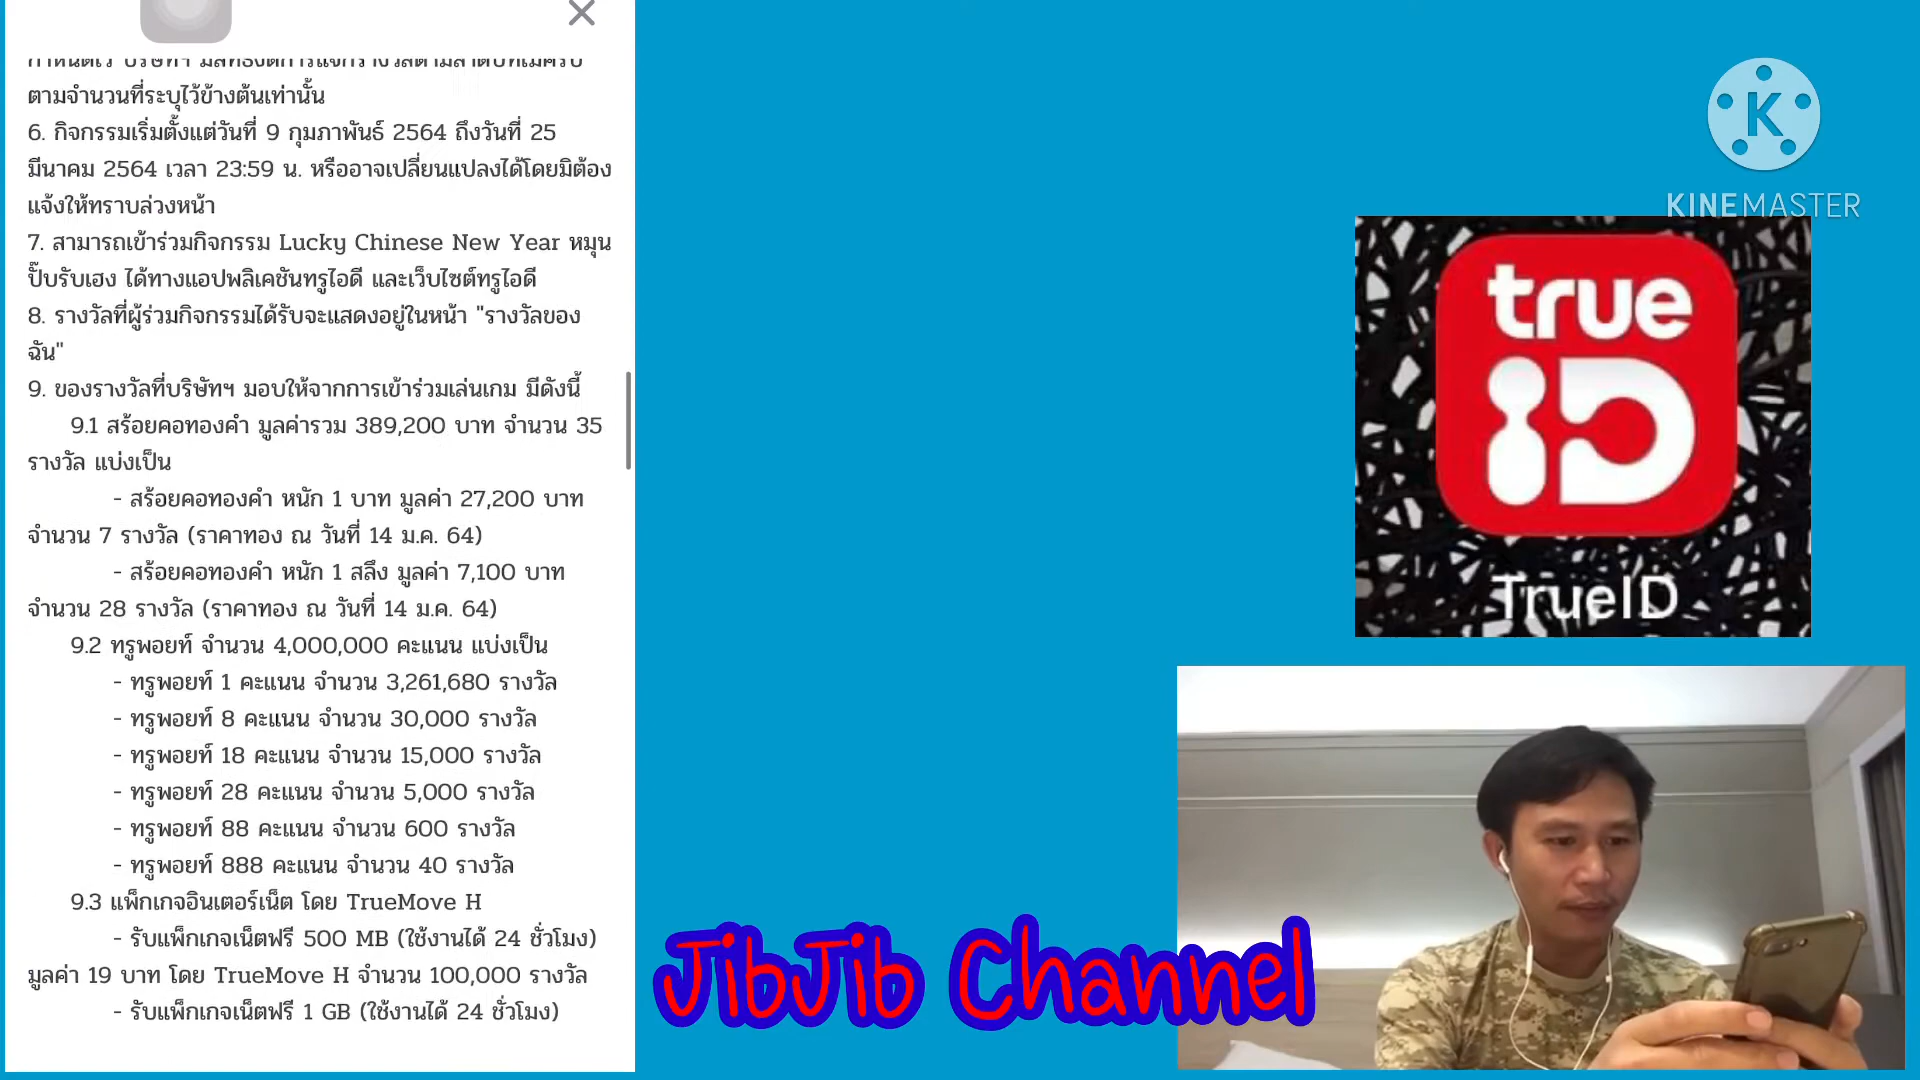 ตามจำนวนที่ระบุไว้ข้างต้นเท่านั้น
6. กิจกรรมเริ่มตั้งแต่วันที่ 9 กุมภาพันธ์ 2564 ถึงวันที่ 25
มีนาคม 2564 เวลา 23:59 น. หรืออาจเปลี่ยนแปลงได้โดยมิต้อง
แจ้งให้ทราบล่วงหน้า
7. สามารถเข้าร่วมกิจกรรม Lucky Chinese New Year หมุน
ปั๊บรับเฮง ได้ทางแอปพลิเคชันทรูไอดี และเว็บไซต์ทรูไอดี
8. รางวัลที่ผู้ร่วมกิจกรรมได้รับจะแสดงอยู่ในหน้า "รางวัลของ
ฉัน"
9. ของรางวัลที่บริษัทฯ มอบให้จากการเข้าร่วมเล่นเกม มีดังนี้
9.1 สร้อยคอทองคำ มูลค่ารวม 389,200 บาท จำนวน 35
รางวัล แบ่งเป็น
- สร้อยคอทองคำ หนัก 1 บาท มูลค่า 27,200 บาท
จำนวน 7 รางวัล (ราคาทอง ณ วันที่ 14 ม.ค. 64)
- สร้อยคอทองคำ หนัก 1 สลึง มูลค่า 7,100 บาท
จำนวน 28 รางวัล (ราคาทอง ณ วันที่ 14 ม.ค. 64)
9.2 ทรูพอยท์ จำนวน 4,000,000 คะแนน แบ่งเป็น
- ทรูพอยท์ 1 คะแนน จำนวน 3,261,680 รางวัล
- ทรูพอยท์ 8 คะแนน จำนวน 30,000 รางวัล
- ทรูพอยท์ 18 คะแนน จำนวน 15,000 รางวัล
- ทรูพอยท์ 28 คะแนน จำนวน 5,000 รางวัล
- ทรูพอยท์ 88 คะแนน จำนวน 600 รางวัล
- ทรูพอยท์ 888 คะแนน จำนวน 40 รางวัล
9.3 แพ็กเกจอินเตอร์เน็ต โดย TrueMove H
- รับแพ็กเกจเน็ตฟรี 500 MB (ใช้งานได้ 24 ชั่วโมง)
มูลค่า 19 บาท โดย TrueMove H จำนวน 100,000 รางวัล
- รับแพ็กเกจเน็ตฟรี 1 GB (ใช้งานได้ 24 ชั่วโมง)
K
KINEMASTER
true
iD
TrueID
JibJib Channel